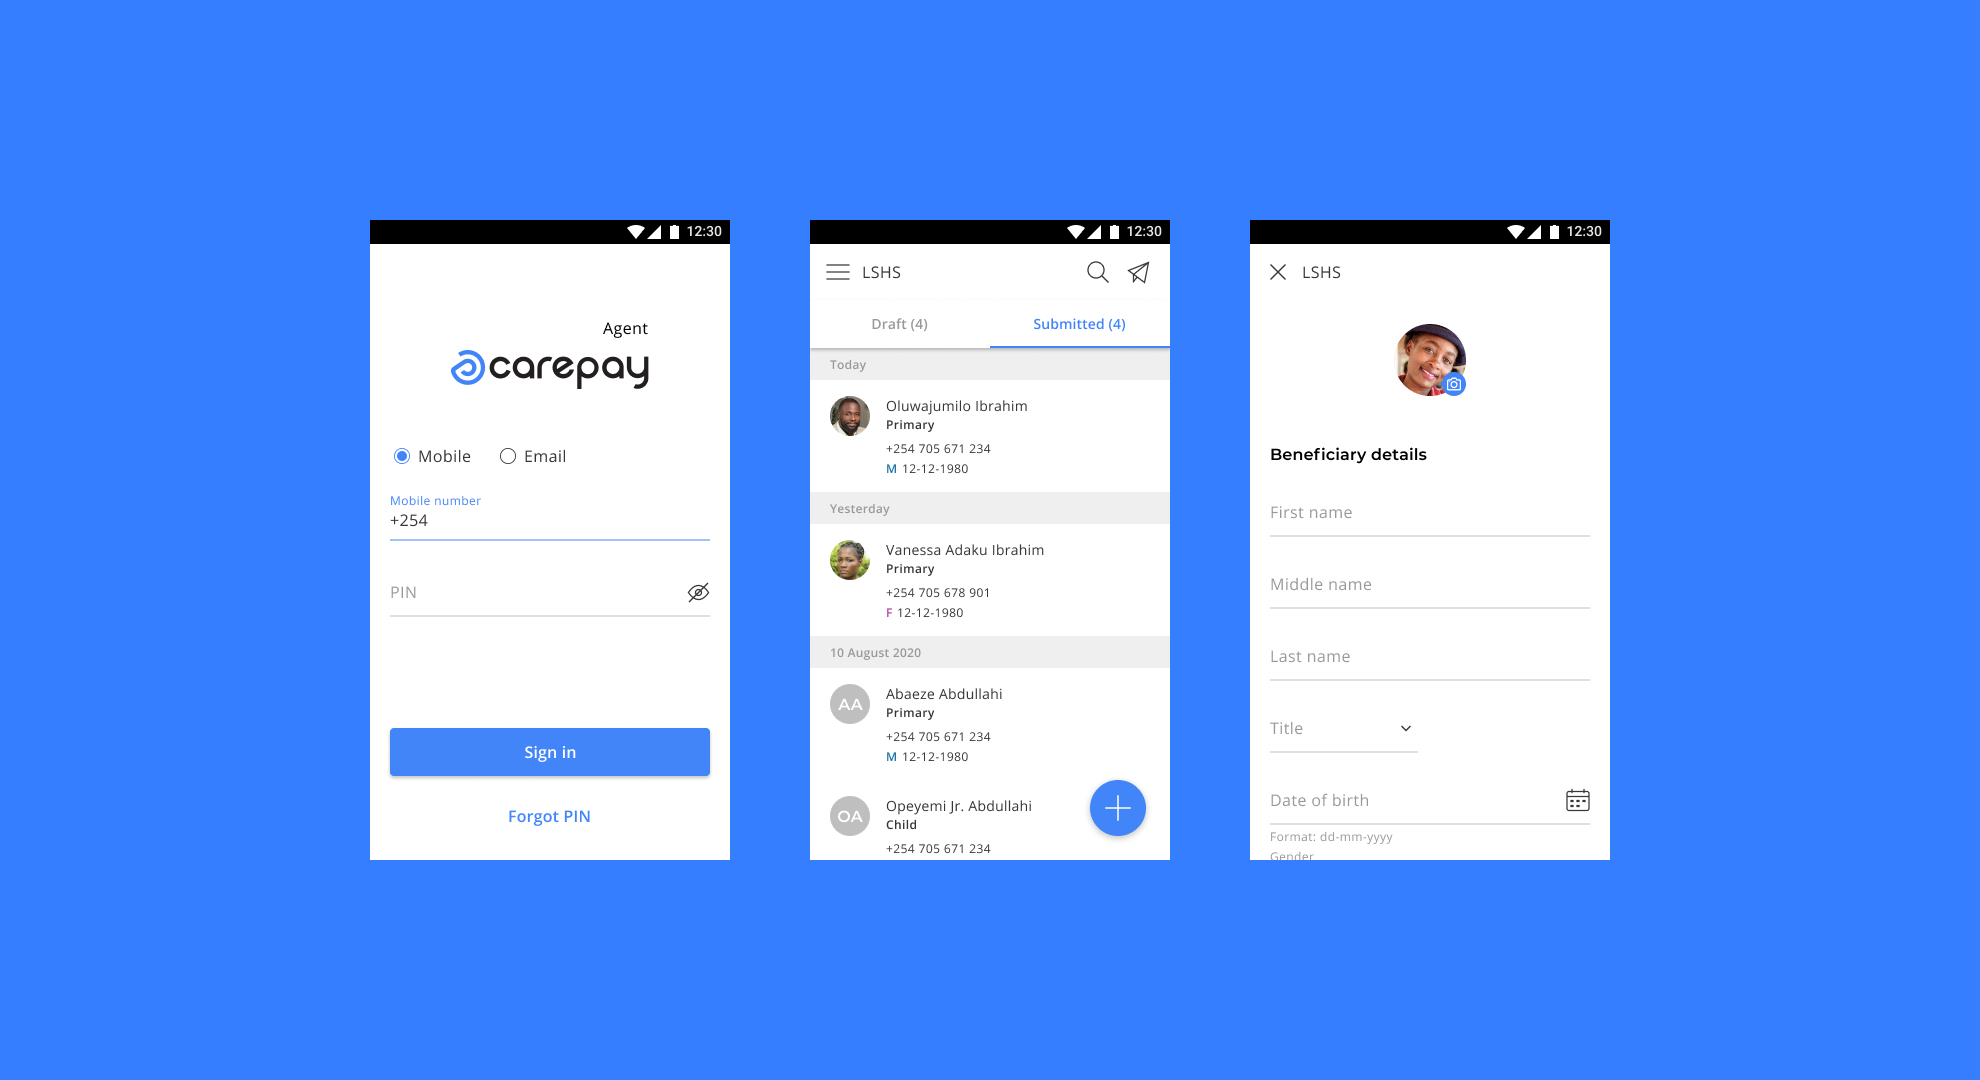 12:30
Agent
carepay
Mobile
Email
Mobile number
+254
PIN
Sign in
Forgot PIN
12:30
LSHS
Draft (4)
Submitted (4)
Today
Oluwajumilo Ibrahim
Primary
+254 705 671 234
M 12-12-1980
Yesterday
Vanessa Adaku Ibrahim
Primary
+254 705 678 901
F 12-12-1980
10 August 2020
AA
Abaeze Abdullahi
Primary
+254 705 671 234
M 12-12-1980
OA
Opeyemi Jr. Abdullahi
Child
+254 705 671 234
12:30
LSHS
Beneficiary details
First name
Middle name
Last name
Title
Date of birth
Format: dd-mm-yyyy
Gender